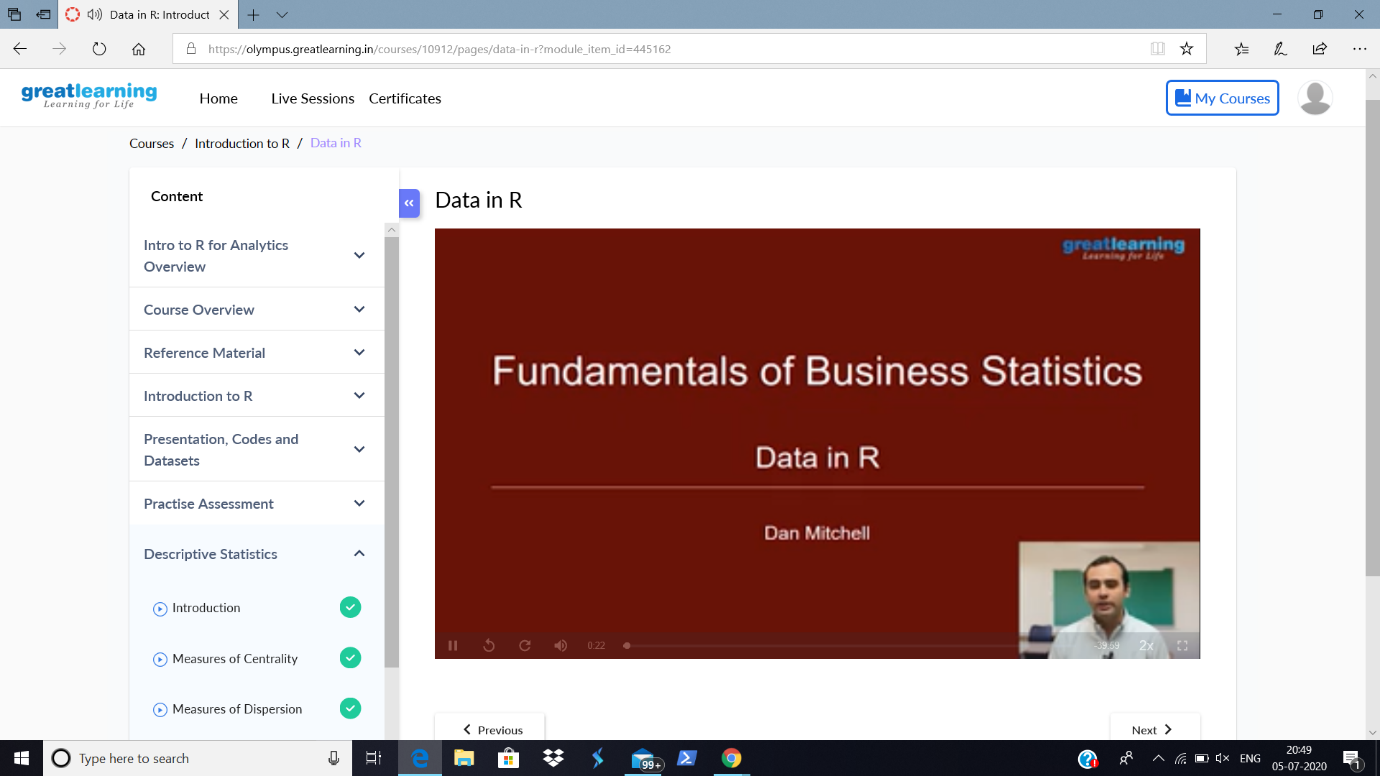 Data in R: Introduct
https://olympus.greatlearning.in/courses/10912/pages/data-in-r?module_item_id=445162
greatlearning
Learning for Life
Home
Live Sessions
Certificates
My Courses
Courses / Introduction to R / Data in R
Content
Intro to R for Analytics
Overview
Course Overview
Reference Material
Introduction to R
Presentation, Codes and
Datasets
Practise Assessment
Descriptive Statistics
Introduction
Measures of Centrality
Measures of Dispersion
Data in R
greatlearning
Learning for Life
Fundamentals of Business Statistics
Data in R
Dan Mitchell
0:22
-39:59
2x
Previous
Next
Type here to search
99+
ENG
20:49
05-07-2020
1